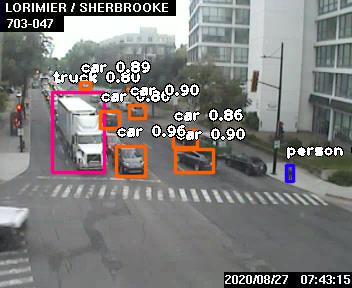 LORIMIER / SHERBROOKE
703-047
car 0.89
truck 0.80
car 0.90
car 0.80
car 0.86
car 0.96
car 0.90
person
2020/08/27 07:43:15